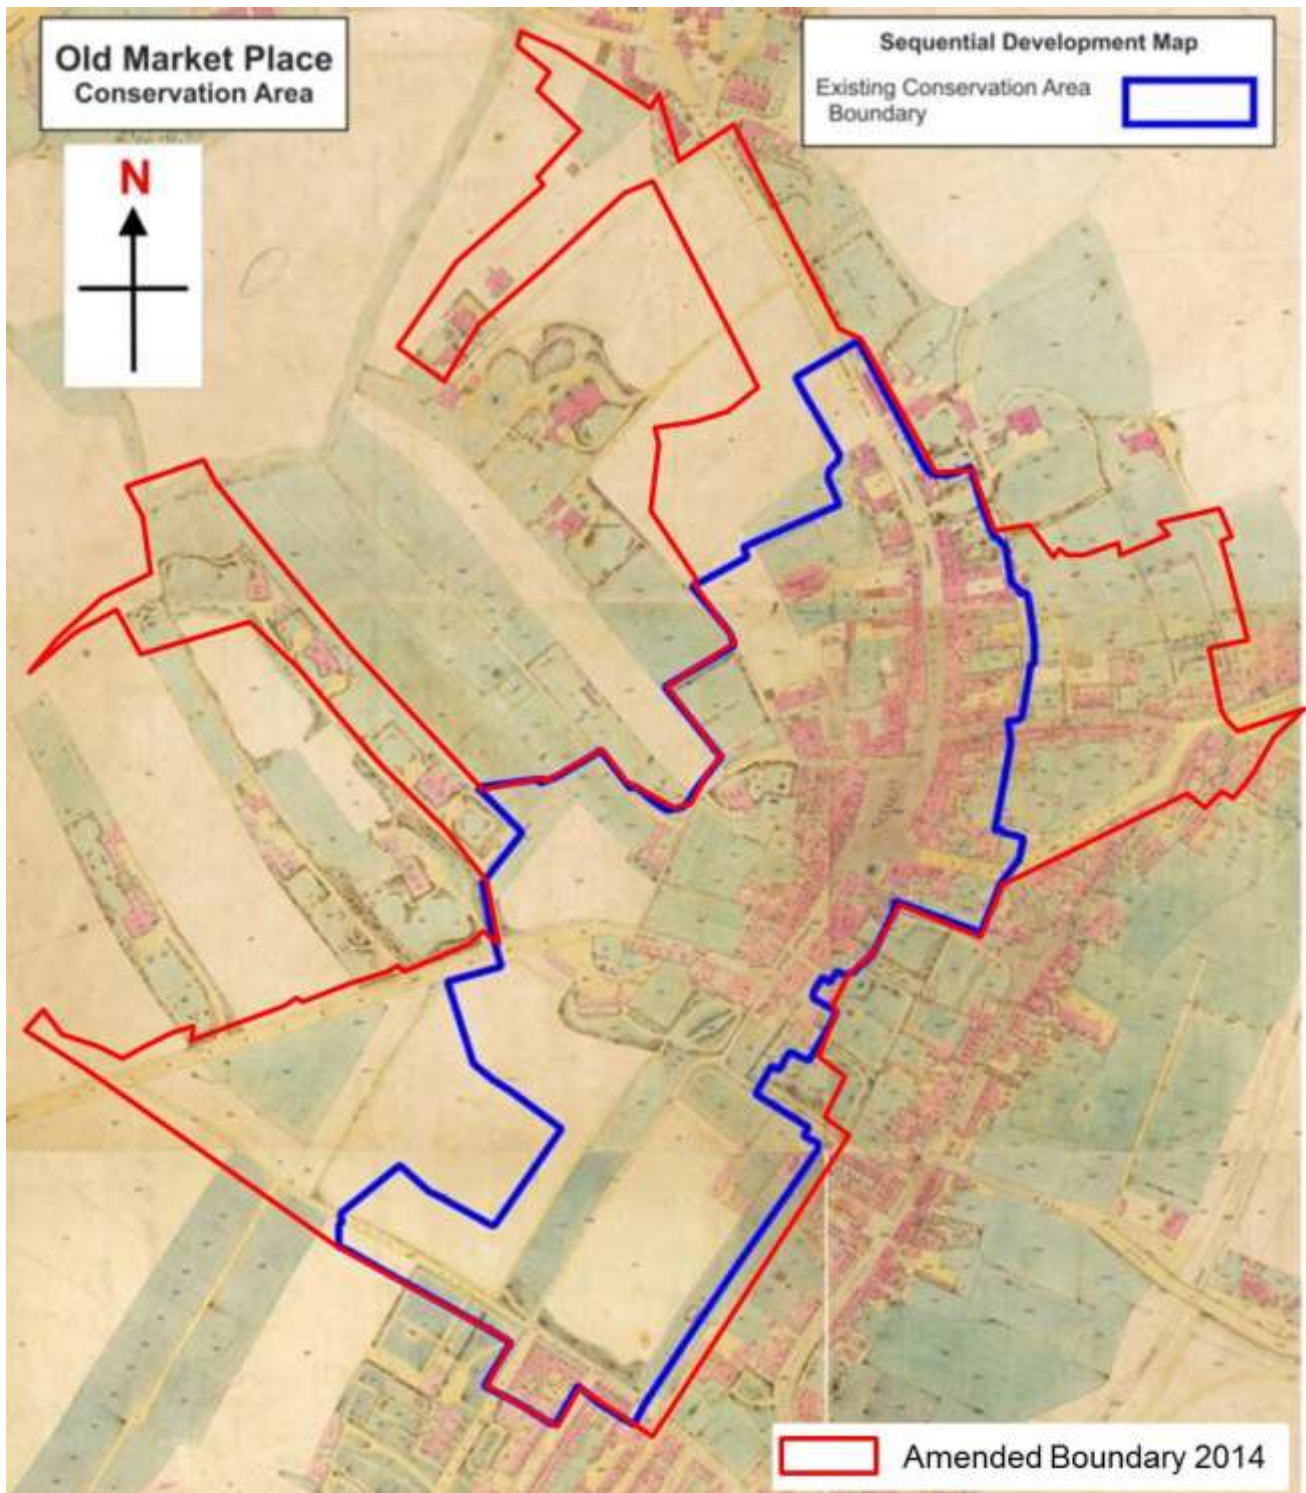 Old Market Place
Conservation Area
N
Sequential Development Map
Existing Conservation Area
Boundary
Amended Boundary 2014